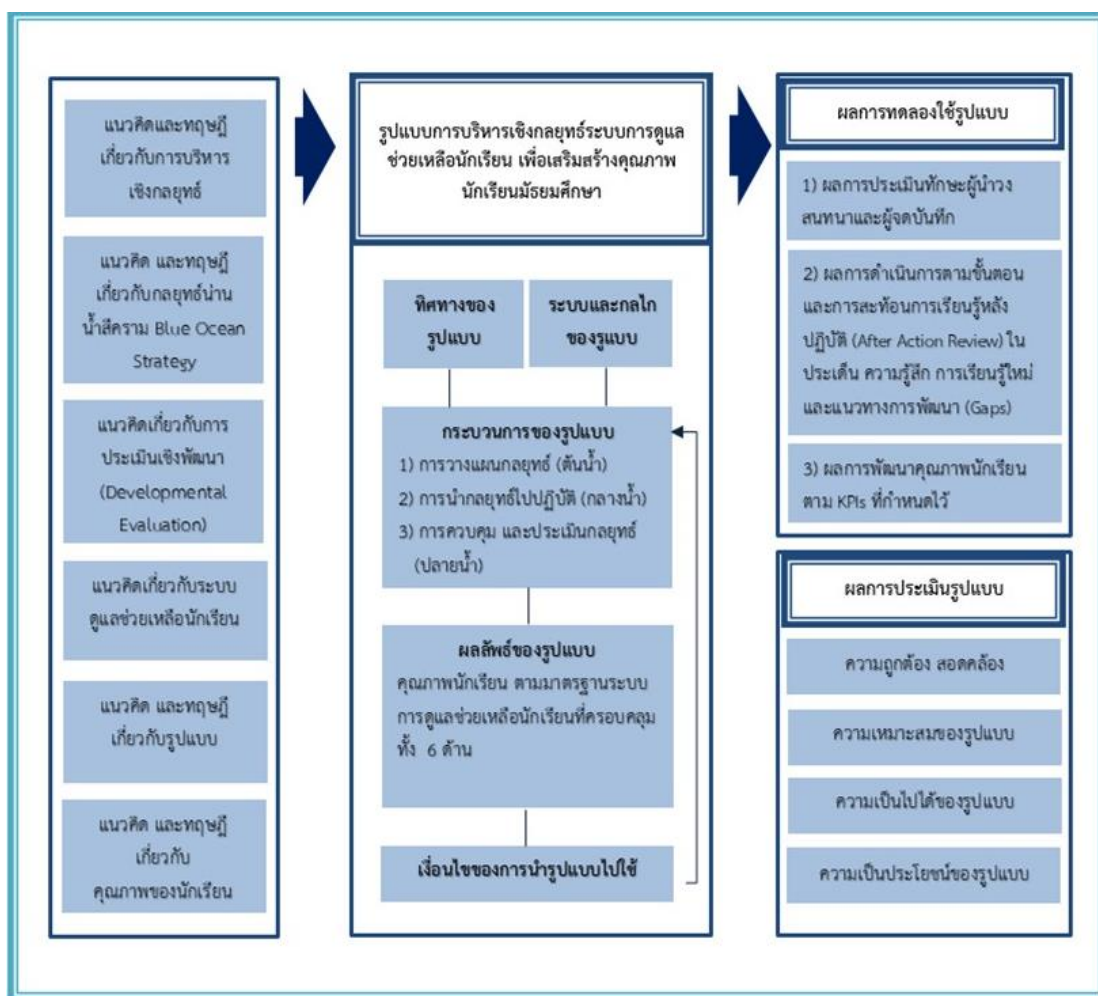 แนวคิดและทฤษฎี
เกี่ยวกับการบริหาร
เชิงกลยุทธ์
แนวคิด และทฤษฎี
เกี่ยวกับกลยุทธ์น่าน
น้ำสีคราม Blue Ocean
Strategy
แนวคิดเกี่ยวกับการ
ประเมินเชิงพัฒนา
(Developmental
Evaluation)
แนวคิดเกี่ยวกับระบบ
ดูแลช่วยเหลือนักเรียน
แนวคิด และทฤษฎี
เกี่ยวกับรูปแบบ
แนวคิด และทฤษฎี
เกี่ยวกับ
คุณภาพของนักเรียน
รูปแบบการบริหารเชิงกลยุทธ์ระบบการดูแล
ช่วยเหลือนักเรียน เพื่อเสริมสร้างคุณภาพ
นักเรียนมัธยมศึกษา
ทิศทางของ
รูปแบบ
ระบบและกลไก
ของรูแบบ
กระบวนการของรูปแบบ
1) การวางแผนกลยุทธ์ (ต้นน้ำ)
2) การนำกลยุทธ์ไปปฏิบัติ (กลางน้ำ)
3) การควบคุม และประเมินกลยุทธ์
(ปลายน้ำ)
ผลลัพธ์ของรูปแบบ
คุณภาพนักเรียน ตามมาตรฐานระบบ
การดูแลช่วยเหลือนักเรียนที่ครอบคลุม
ทั้ง 6 ด้าน
เงื่อนไขของการนำรูปแบบไปใช้
ผลการทดลองใช้รูปแบบ
1) ผลการประเมินทักษะผู้นำวง
สนทนาและผู้จดบันทึก
2) ผลการดำเนินการตามขั้นตอน
และการสะท้อนการเรียนรู้หลัง
ปฏิบัติ (After Action Review) ใน
ประเด็น ความรู้สึก การเรียนรู้ใหม่
และแนวทางการพัฒนา (Gaps)
3) ผลการพัฒนาคุณภาพนักเรียน
ตาม KPIs ที่กำหนดไว้
ผลการประเมินรูปแบบ
ความถูกต้อง สอดคล้อง
ความเหมาะสมของรูปแบบ
ความเป็นไปได้ของรูปแบบ
ความเป็นประโยชน์ของรูปแบบ